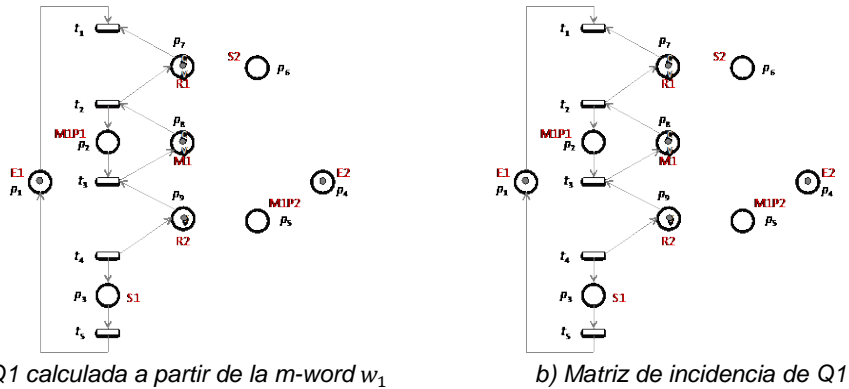 t₁
p₇
R1
S2
p₆
t₂
M1P1
p₂
p₈
M1
E1
p₁
t₃
E2
p₄
p₉
R2
M1P2
p₅
t₄
p₃
S1
t₅
t₁
p₇
R1
S2
p₆
t₂
M1P1
p₂
p₈
M1
E1
p₁
t₃
E2
p₄
p₉
R2
M1P2
p₅
t₄
p₃
S1
t₅
Q1 calculada a partir de la m-word w₁
b) Matriz de incidencia de Q1